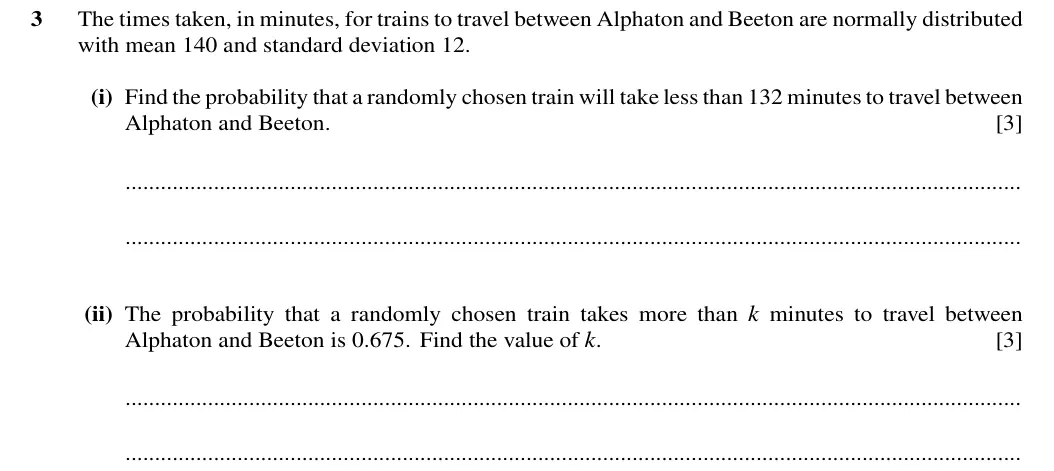 3 The times taken, in minutes, for trains to travel between Alphaton and Beeton are normally distributed
with mean 140 and standard deviation 12.
(i) Find the probability that a randomly chosen train will take less than 132 minutes to travel between
Alphaton and Beeton. [3]
(ii) The probability that a randomly chosen train takes more than k minutes to travel between
Alphaton and Beeton is 0.675. Find the value of k. [3]